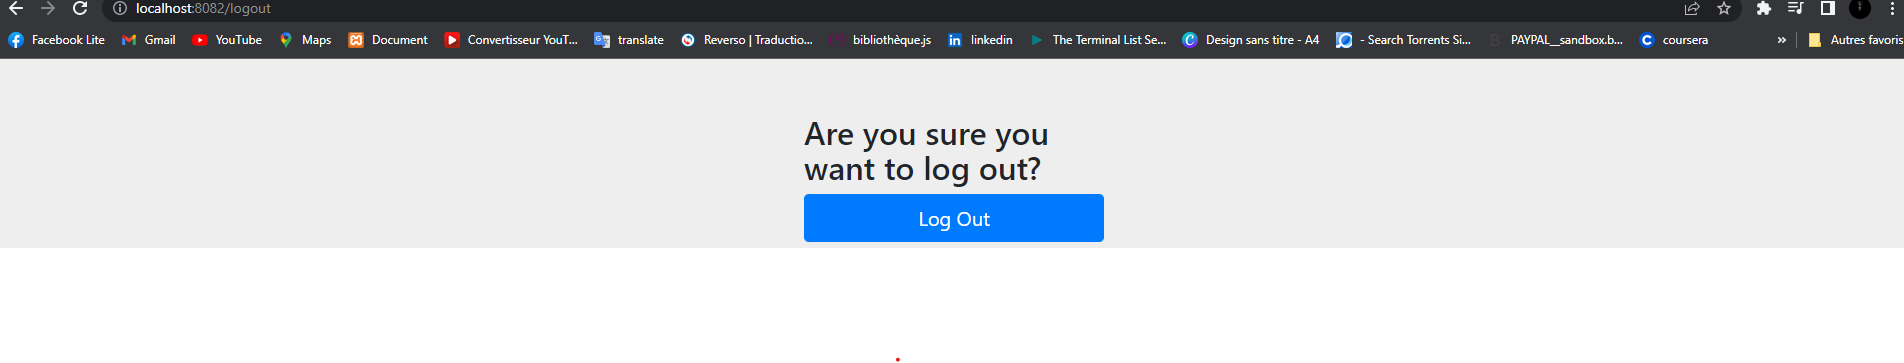 localhost:8082/logout
Facebook Lite Gmail YouTube Maps Document Convertisseur YouT... translate Reverso | Traductio... bibliothèque.js linkedin The Terminal List Se... Design sans titre - A4 - Search Torrents Si... B PAYPAL__sandbox.b... coursera » Autres favoris
Are you sure you
want to log out?
Log Out